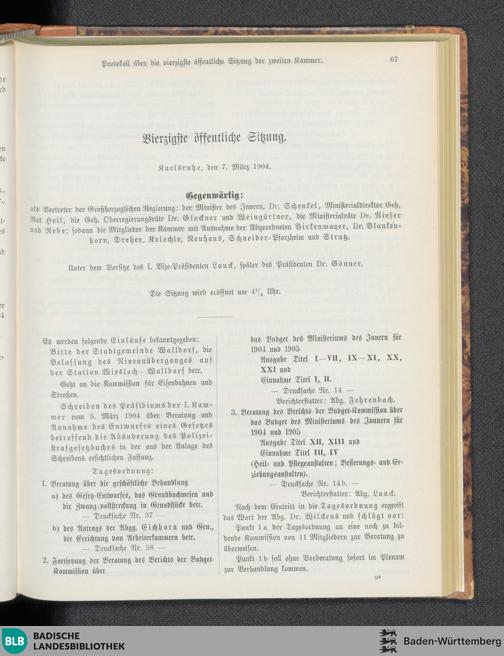 Protokoll über die vierzigste öffentliche Sitzung der zweiten Kammer. 67
Vierzigste öffentliche Sitzung.
Karlsruhe, den 7. März 1904.
Gegenwärtig:
als Vertreter der Großherzoglichen Regierung: der Minister des Innern, Dr. Schenkel, Ministerialdirektor Geh.
Rat Heil, die Geh. Oberregierungsräte Dr. Glockner und Weingärtner, die Ministerialräte Dr. Nieser
und Nebe; sodann die Mitglieder der Kammer mit Ausnahme der Abgeordneten Birkenmayer, Dr. Blanken-
horn, Dreher, Kriechle, Neuhaus, Schneider-Pforzheim und Straß.
Unter dem Vorsitze des I. Vize-Präsidenten Lauck, später des Präsidenten Dr. Gönner.
Die Sitzung wird eröffnet um 4¹/₄ Uhr.
Es werden folgende Einläufe bekanntgegeben:
Bitte der Stadtgemeinde Walldorf, die
Belassung des Niveauüberganges auf
der Station Wiesloch—Walldorf betr.
Geht an die Kommission für Eisenbahnen und
Straßen.
Schreiben des Präsidiums der I. Kam-
mer vom 5. März 1904 über Beratung und
Annahme des Entwurfes eines Gesetzes
betreffend die Abänderung des Polizei-
strafgesetzbuches in der aus der Anlage des
Schreibens ersichtlichen Fassung.
Tagesordnung:
1. Beratung über die geschäftliche Behandlung
a) des Gesetz-Entwurfes, das Grundbuchwesen und
die Zwangsvollstreckung in Grundstücke betr.
— Drucksache Nr. 37 —
b) des Antrags der Abgg. Eichhorn und Gen.,
die Errichtung von Arbeiterkammern betr.
— Drucksache Nr. 58 —
2. Fortsetzung der Beratung des Berichts der Budget-
Kommission über
das Budget des Ministeriums des Innern für
1904 und 1905
Ausgabe Titel I—VII, IX—XI, XX,
XXI und
Einnahme Titel I, II.
— Drucksache Nr. 14 —
Berichterstatter: Abg. Fehrenbach.
3. Beratung des Berichts der Budget-Kommission über
das Budget des Ministeriums des Innern für
1904 und 1905
Ausgabe Titel XII, XIII und
Einnahme Titel III, IV
(Heil- und Pflegeanstalten; Besserungs- und Er-
ziehungsanstalten).
— Drucksache Nr. 14b. —
Berichterstatter: Abg. Lauck.
Nach dem Eintritt in die Tagesordnung ergreift
das Wort der Abg. Dr. Wilckens und schlägt vor:
Punkt 1a der Tagesordnung an eine noch zu bil-
dende Kommission von 11 Mitgliedern zur Beratung zu
überweisen.
Punkt 1b soll ohne Vorberatung sofort im Plenum
zur Verhandlung kommen.
9*
BLB BADISCHE
LANDESBIBLIOTHEK
Baden-Württemberg